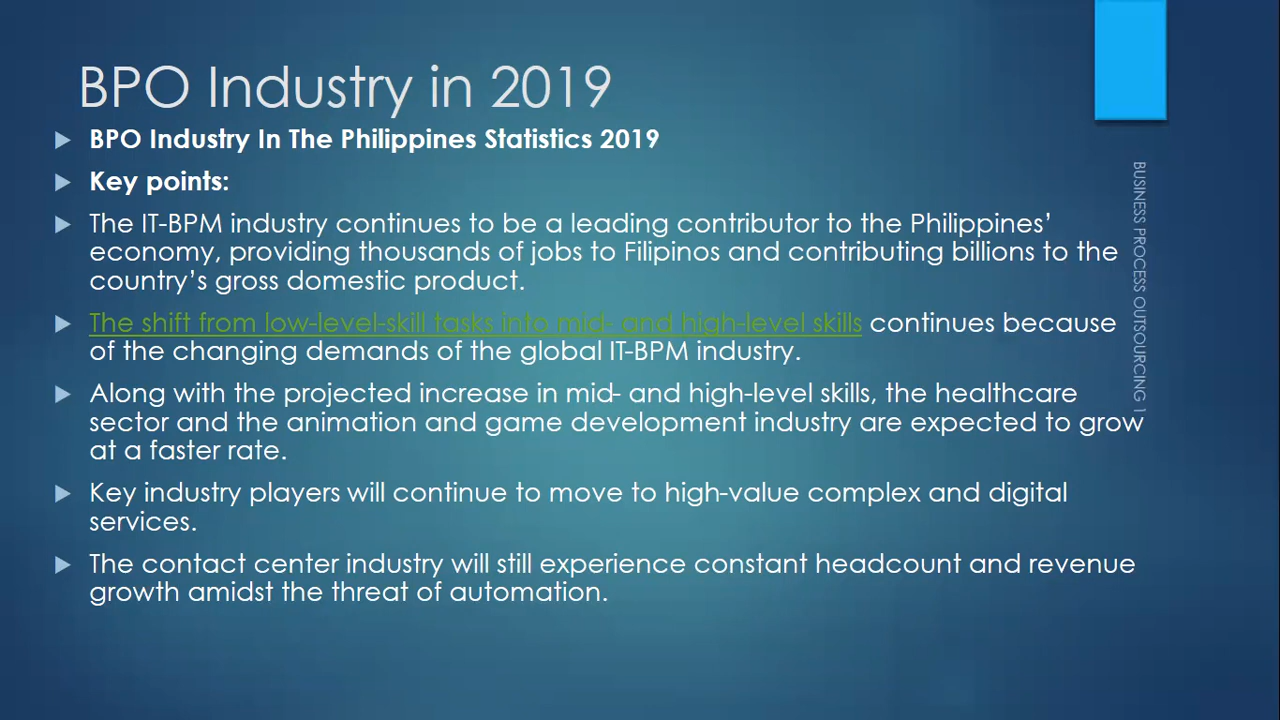 BPO Industry in 2019
BPO Industry In The Philippines Statistics 2019
Key points:
The IT-BPM industry continues to be a leading contributor to the Philippines’
economy, providing thousands of jobs to Filipinos and contributing billions to the
country’s gross domestic product.
The shift from low-level-skill tasks into mid- and high-level skills continues because
of the changing demands of the global IT-BPM industry.
Along with the projected increase in mid- and high-level skills, the healthcare
sector and the animation and game development industry are expected to grow
at a faster rate.
Key industry players will continue to move to high-value complex and digital
services.
The contact center industry will still experience constant headcount and revenue
growth amidst the threat of automation.
BUSINESS PROCESS OUTSOURCING 1